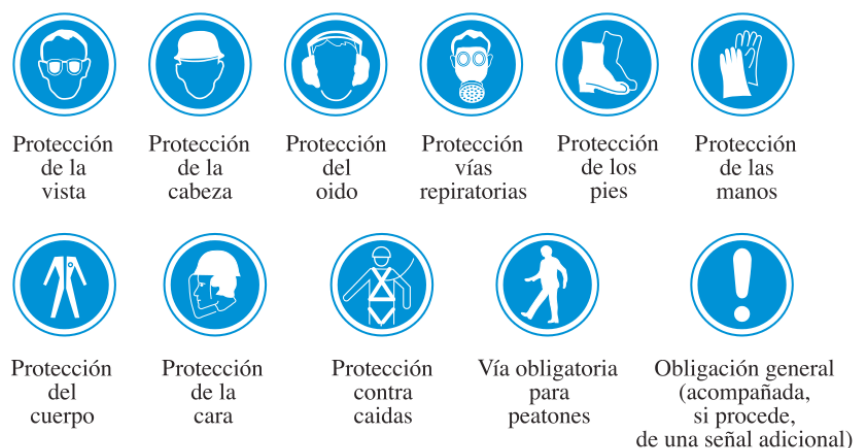 Protección
de la
vista
Protección
de la
cabeza
Protección
del
oido
Protección
vías
repiratorias
Protección
de los
pies
Protección
de las
manos
Protección
del
cuerpo
Protección
de la
cara
Protección
contra
caidas
Vía obligatoria
para
peatones
Obligación general
(acompañada,
si procede,
de una señal adicional)